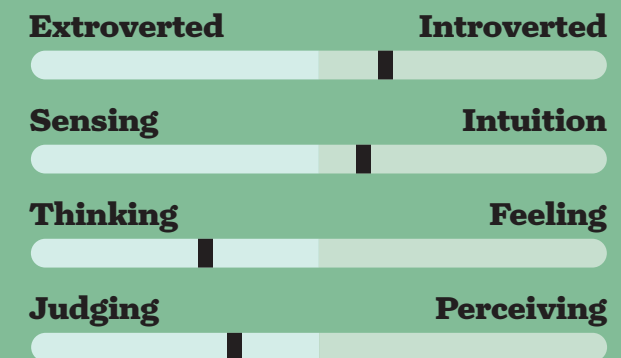 Extroverted Introverted
Sensing Intuition
Thinking Feeling
Judging Perceiving